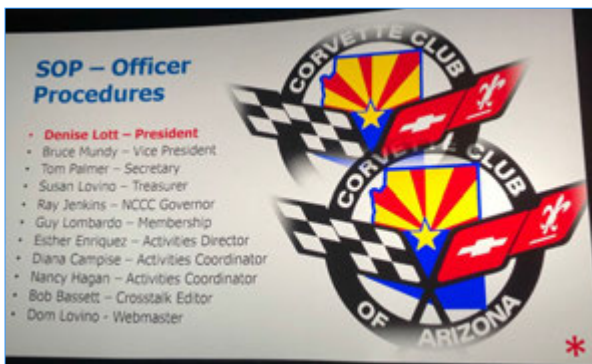 SOP – Officer
Procedures
• Denise Lott – President
• Bruce Mundy – Vice President
• Tom Palmer – Secretary
• Susan Lovino – Treasurer
• Ray Jenkins – NCCC Governor
• Guy Lombardo – Membership
• Esther Enriquez – Activities Director
• Diana Campise – Activities Coordinator
• Nancy Hagan – Activities Coordinator
• Bob Bassett – Crosstalk Editor
• Dom Lovino - Webmaster
CORVETTE CLUB
CORVETTE CLUB
OF ARIZONA
*